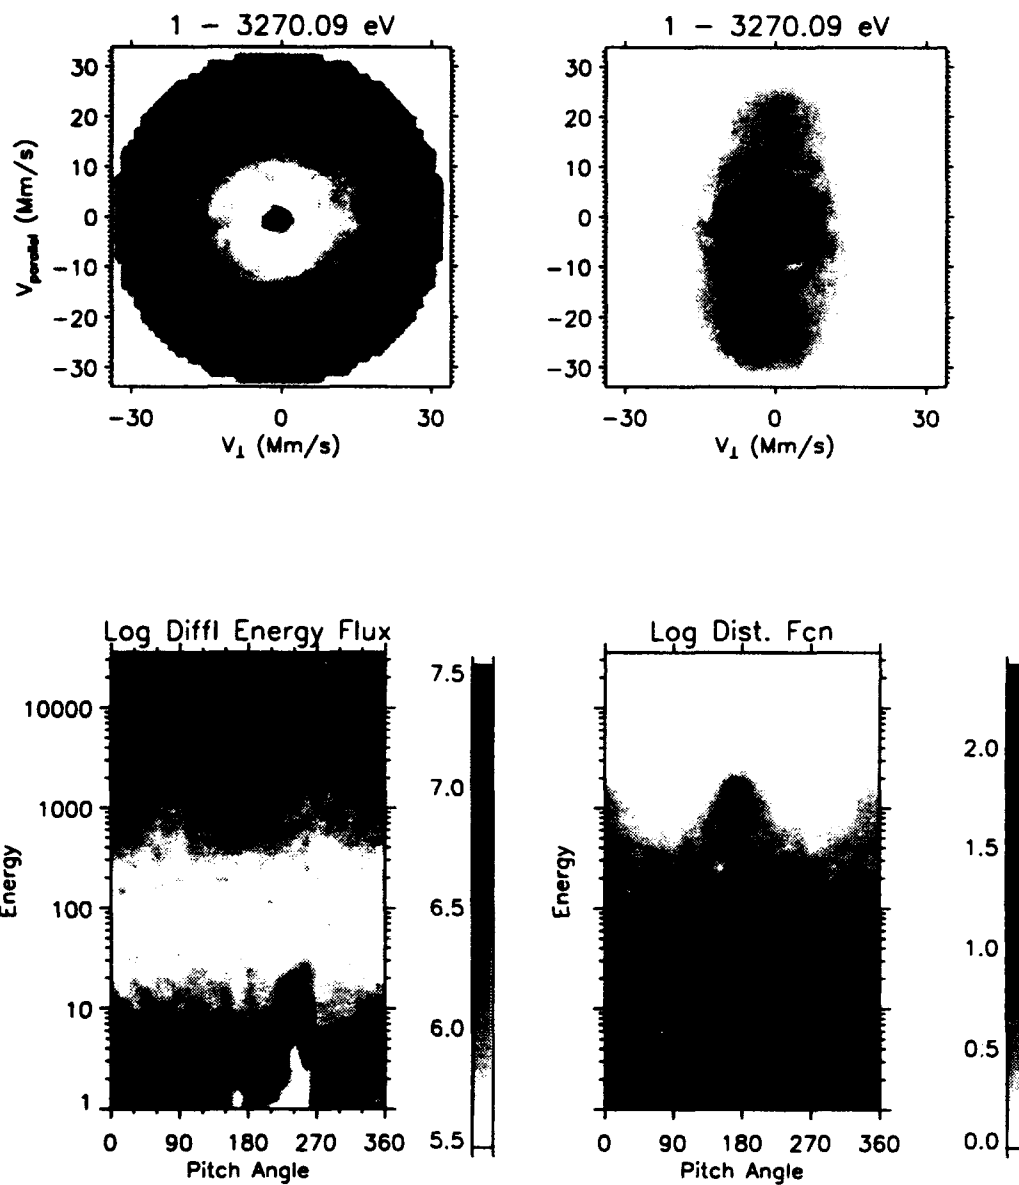 1 − 3270.09 eV
30
20
10
0
−10
−20
−30
V_parallel (Mm/s)
−30 0 30
V⊥ (Mm/s)
1 − 3270.09 eV
30
20
10
0
−10
−20
−30
−30 0 30
V⊥ (Mm/s)
Log Diffl Energy Flux
10000
1000
100
10
1
Energy
0 90 180 270 360
Pitch Angle
7.5
7.0
6.5
6.0
5.5
Log Dist. Fcn
Energy
0 90 180 270 360
Pitch Angle
2.0
1.5
1.0
0.5
0.0